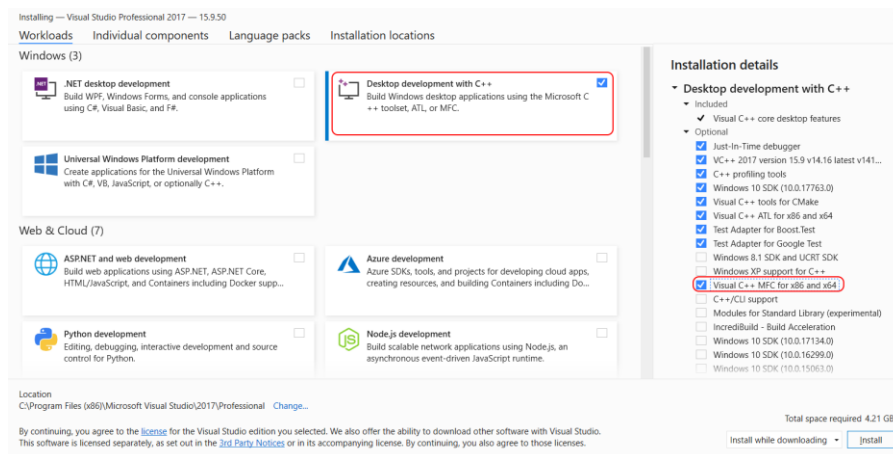 Installing — Visual Studio Professional 2017 — 15.9.50
Workloads Individual components Language packs Installation locations
Windows (3)
.NET desktop development
Build WPF, Windows Forms, and console applications
using C#, Visual Basic, and F#.
Desktop development with C++
Build Windows desktop applications using the Microsoft C
++ toolset, ATL, or MFC.
Universal Windows Platform development
Create applications for the Universal Windows Platform
with C#, VB, JavaScript, or optionally C++.
Web & Cloud (7)
ASP.NET and web development
Build web applications using ASP.NET, ASP.NET Core,
HTML/JavaScript, and Containers including Docker supp...
Azure development
Azure SDKs, tools, and projects for developing cloud apps,
creating resources, and building Containers including Do...
Python development
Editing, debugging, interactive development and source
control for Python.
Node.js development
Build scalable network applications using Node.js, an
asynchronous event-driven JavaScript runtime.
Installation details
Desktop development with C++
Included
Visual C++ core desktop features
Optional
Just-In-Time debugger
VC++ 2017 version 15.9 v14.16 latest v141...
C++ profiling tools
Windows 10 SDK (10.0.17763.0)
Visual C++ tools for CMake
Visual C++ ATL for x86 and x64
Test Adapter for Boost.Test
Test Adapter for Google Test
Windows 8.1 SDK and UCRT SDK
Windows XP support for C++
Visual C++ MFC for x86 and x64
C++/CLI support
Modules for Standard Library (experimental)
IncrediBuild - Build Acceleration
Windows 10 SDK (10.0.17134.0)
Windows 10 SDK (10.0.16299.0)
Windows 10 SDK (10.0.15063.0)
Location
C:\Program Files (x86)\Microsoft Visual Studio\2017\Professional Change...
By continuing, you agree to the license for the Visual Studio edition you selected. We also offer the ability to download other software with Visual Studio.
This software is licensed separately, as set out in the 3rd Party Notices or in its accompanying license. By continuing, you also agree to those licenses.
Total space required 4.21 GB
Install while downloading Install